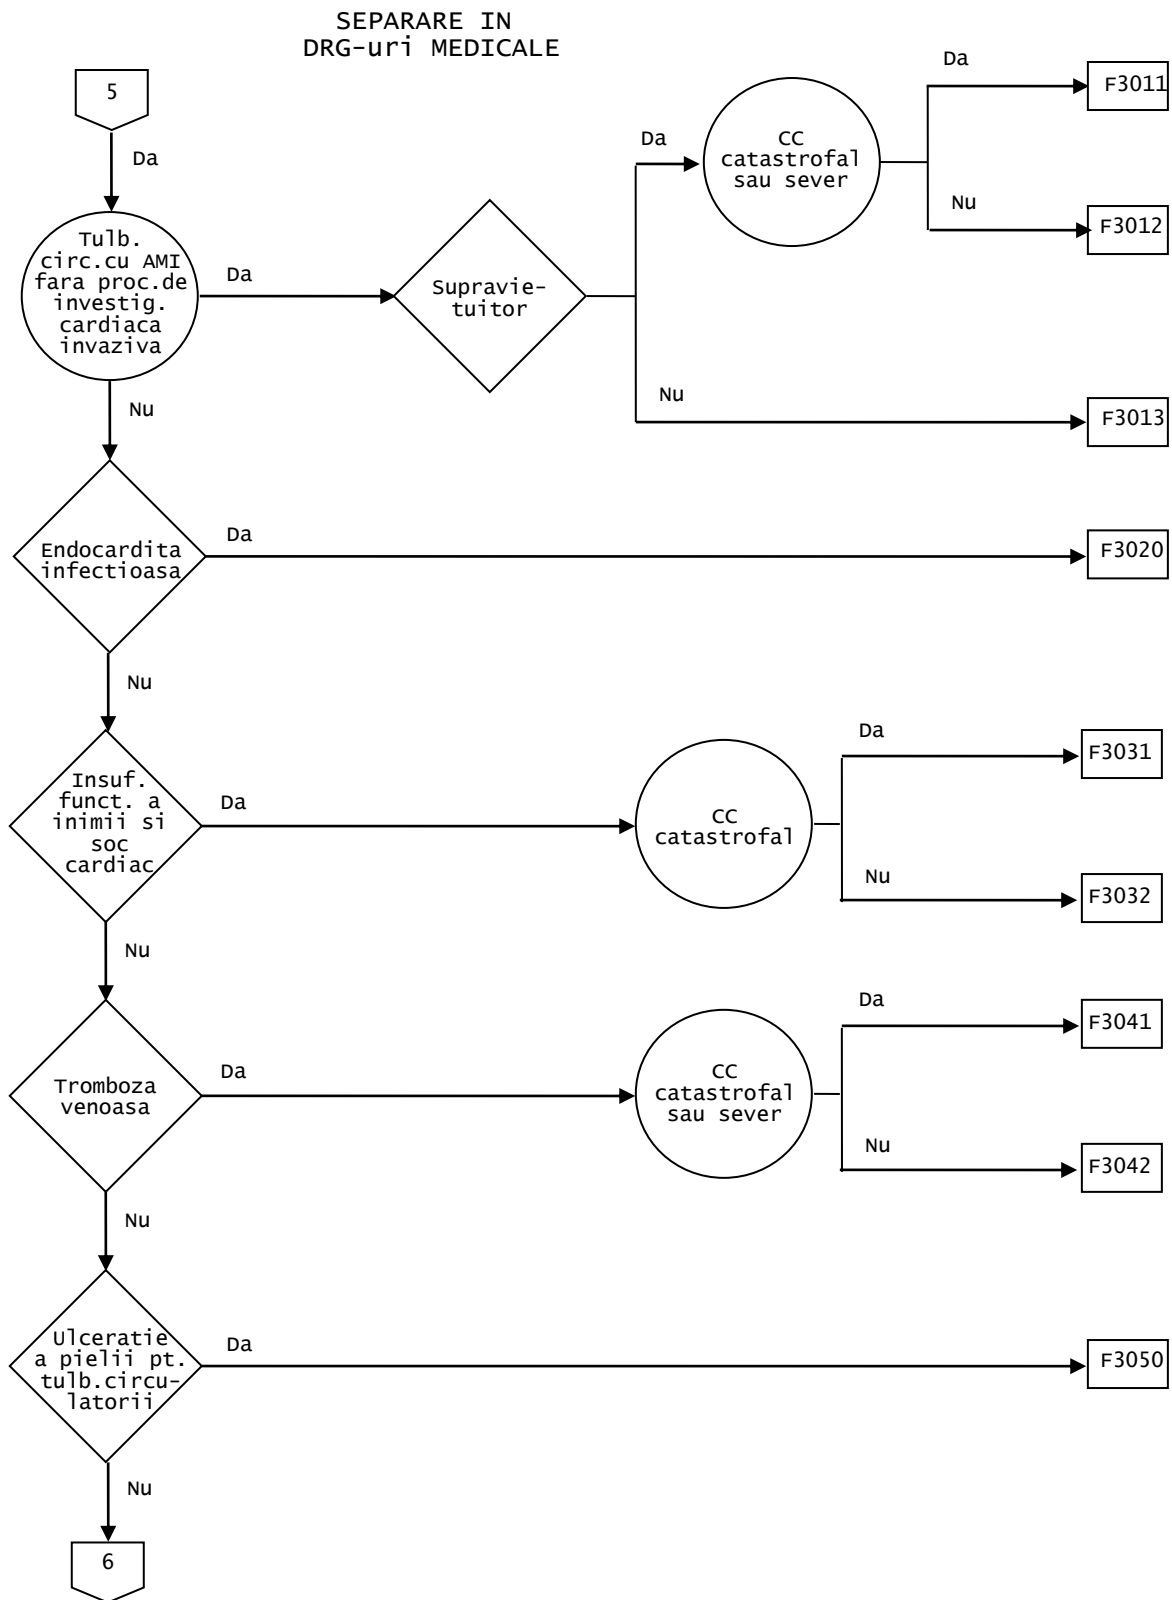 SEPARARE IN
DRG-uri MEDICALE
5
Da
Tulb.
circ.cu AMI
fara proc.de
investig.
cardiaca
invaziva
Da
Supravie-
tuitor
Da
CC
catastrofal
sau sever
Da
F3011
Nu
F3012
Nu
F3013
Nu
Endocardita
infectioasa
Da
F3020
Nu
Insuf.
funct. a
inimii si
soc
cardiac
Da
CC
catastrofal
Da
F3031
Nu
F3032
Nu
Tromboza
venoasa
Da
CC
catastrofal
sau sever
Da
F3041
Nu
F3042
Nu
Ulceratie
a pielii pt.
tulb.circu-
latorii
Da
F3050
Nu
6